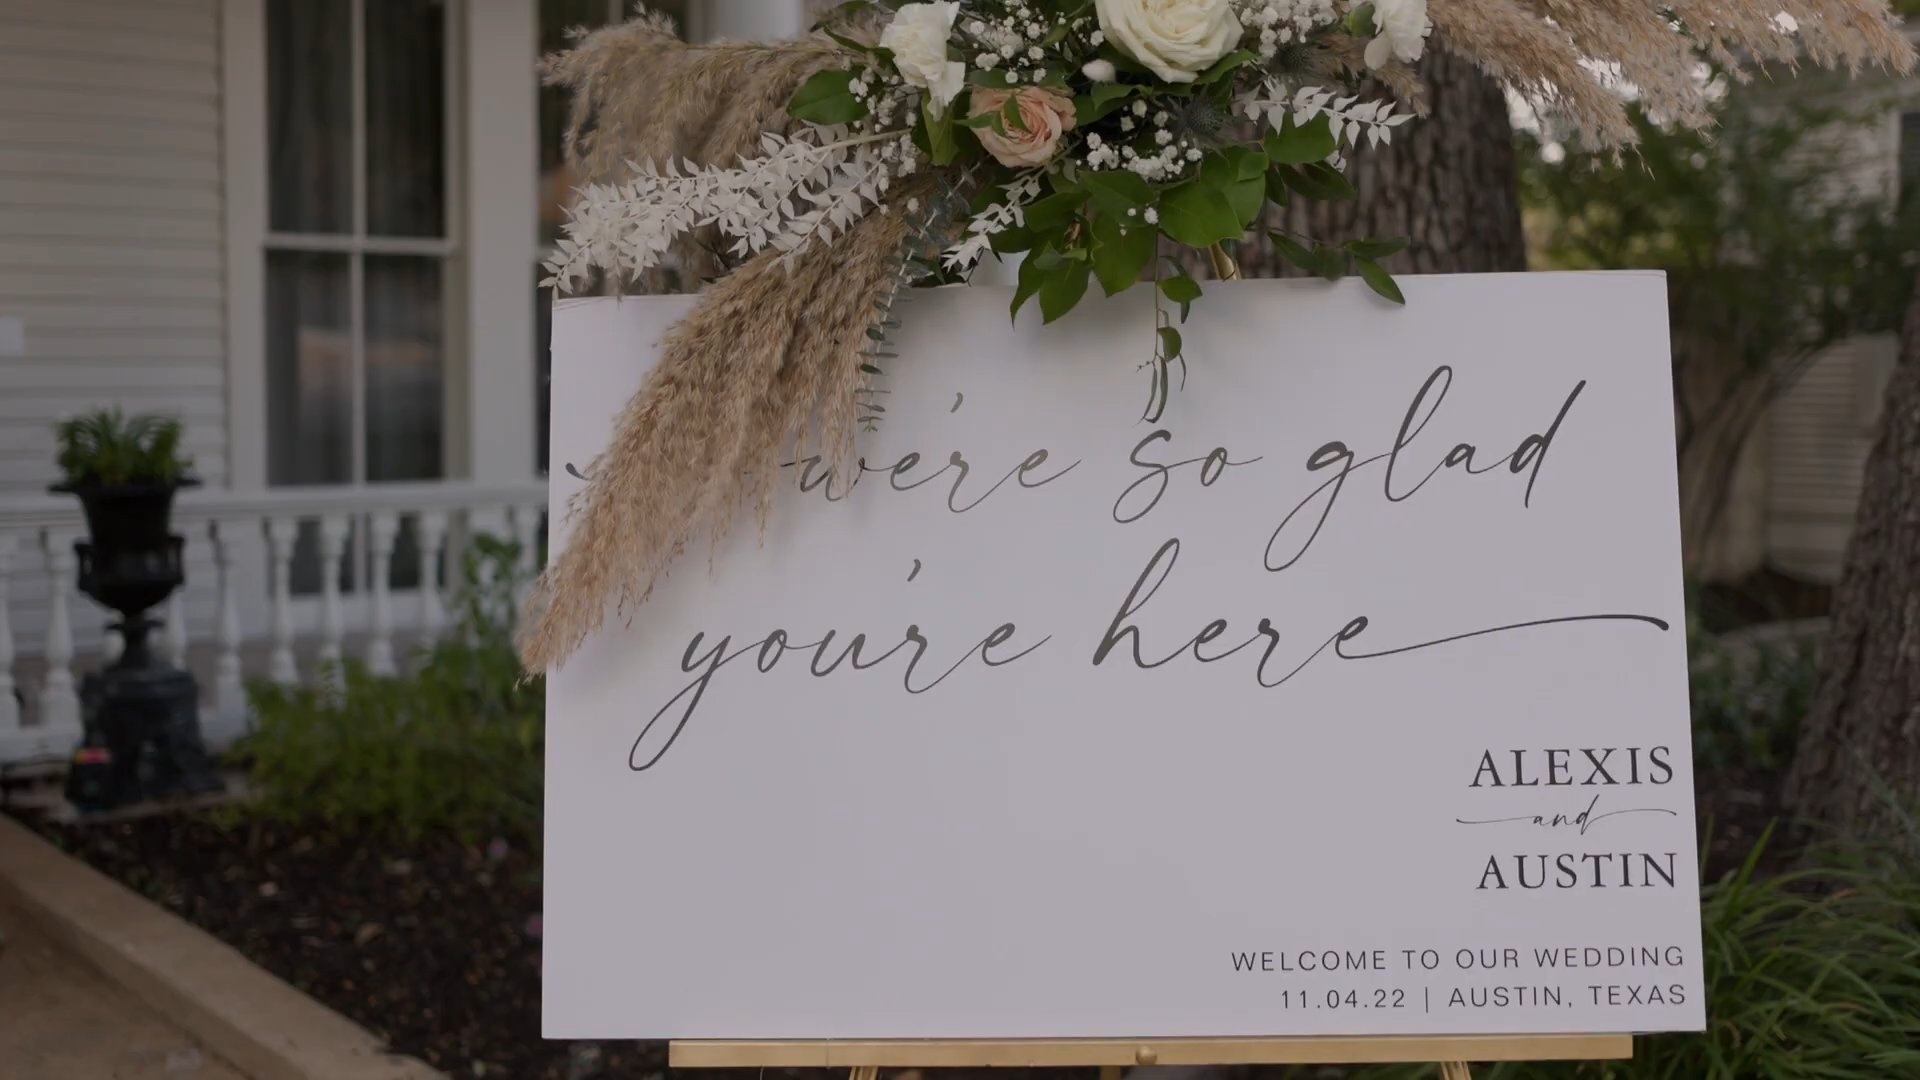 we're so glad
you're here
ALEXIS
and
AUSTIN
WELCOME TO OUR WEDDING
11.04.22 | AUSTIN, TEXAS